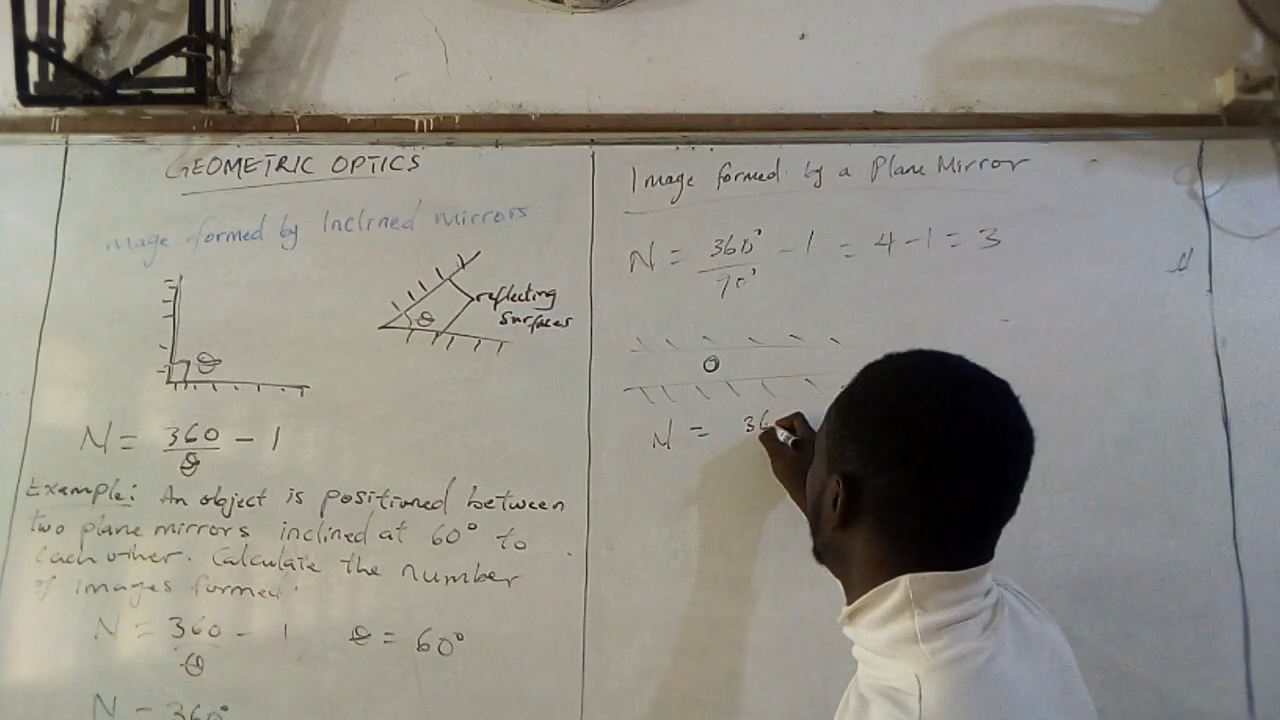 GEOMETRIC OPTICS
Image formed by Inclined mirrors
reflecting
surfaces
θ
θ
N = 360/θ - 1
Example: An object is positioned between
two plane mirrors inclined at 60° to
each other. Calculate the number
of images formed.
N = 360/θ - 1 θ = 60°
N = 360°
Image formed by a Plane Mirror
N = 360°/90° - 1 = 4 - 1 = 3
O
N = 36